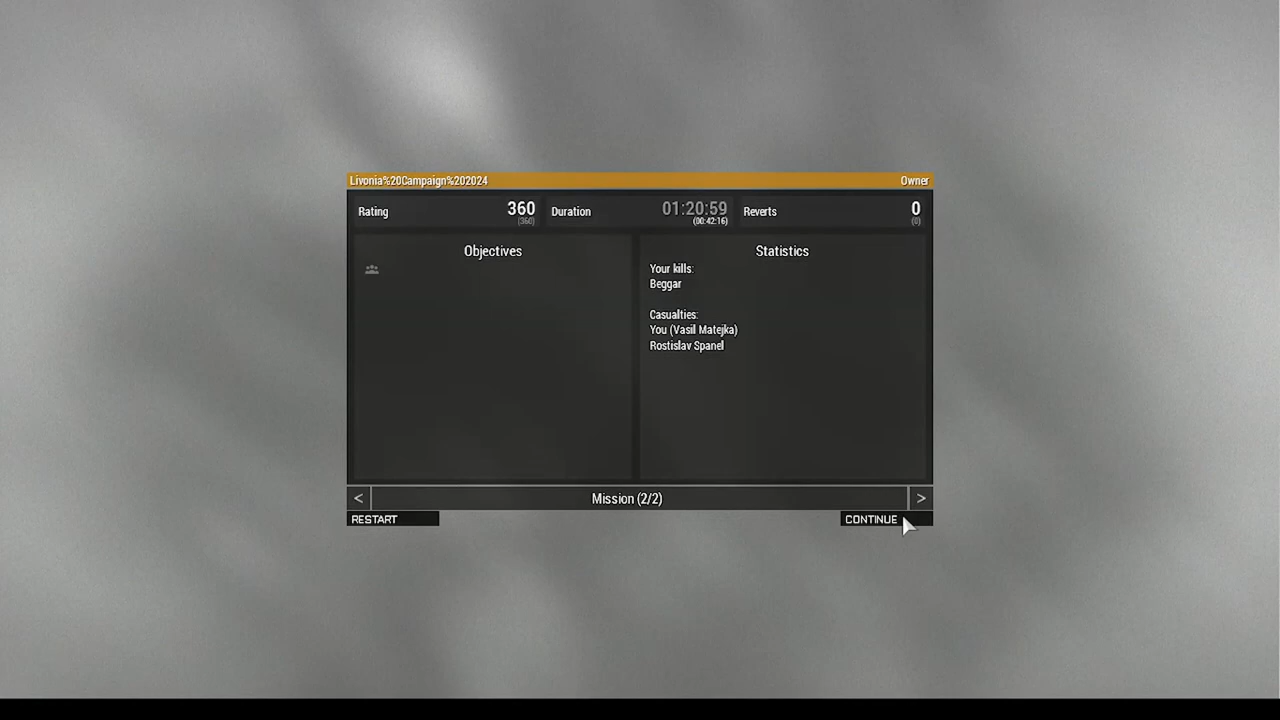 Livonia%20Campaign%202024 Owner
Rating 360 (360) Duration 01:20:59 (00:42:16) Reverts 0 (0)
Objectives
Statistics
Your kills:
Beggar
Casualties:
You (Vasil Matejka)
Rostislav Spanel
< Mission (2/2) >
RESTART CONTINUE